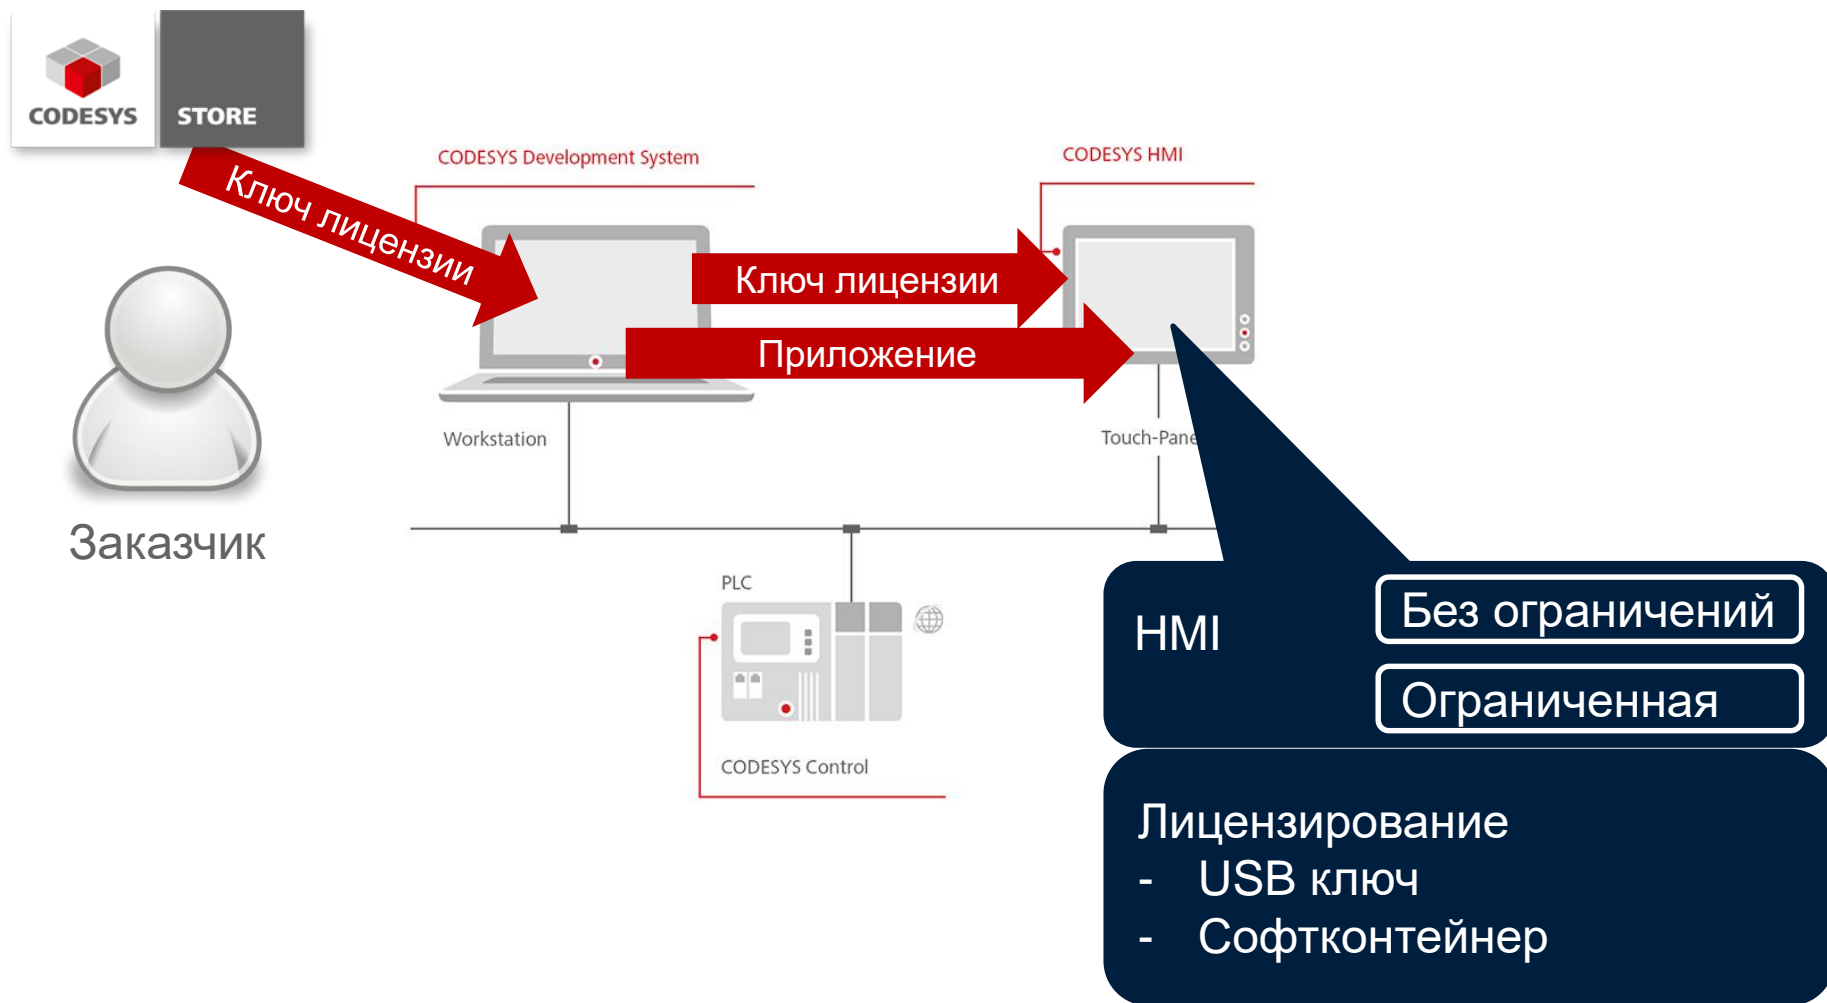 CODESYS
STORE
CODESYS Development System
CODESYS HMI
Ключ лицензии
Ключ лицензии
Приложение
Workstation
Touch-Pane
Заказчик
PLC
CODESYS Control
HMI
Без ограничений
Ограниченная
Лицензирование
- USB ключ
- Софтконтейнер